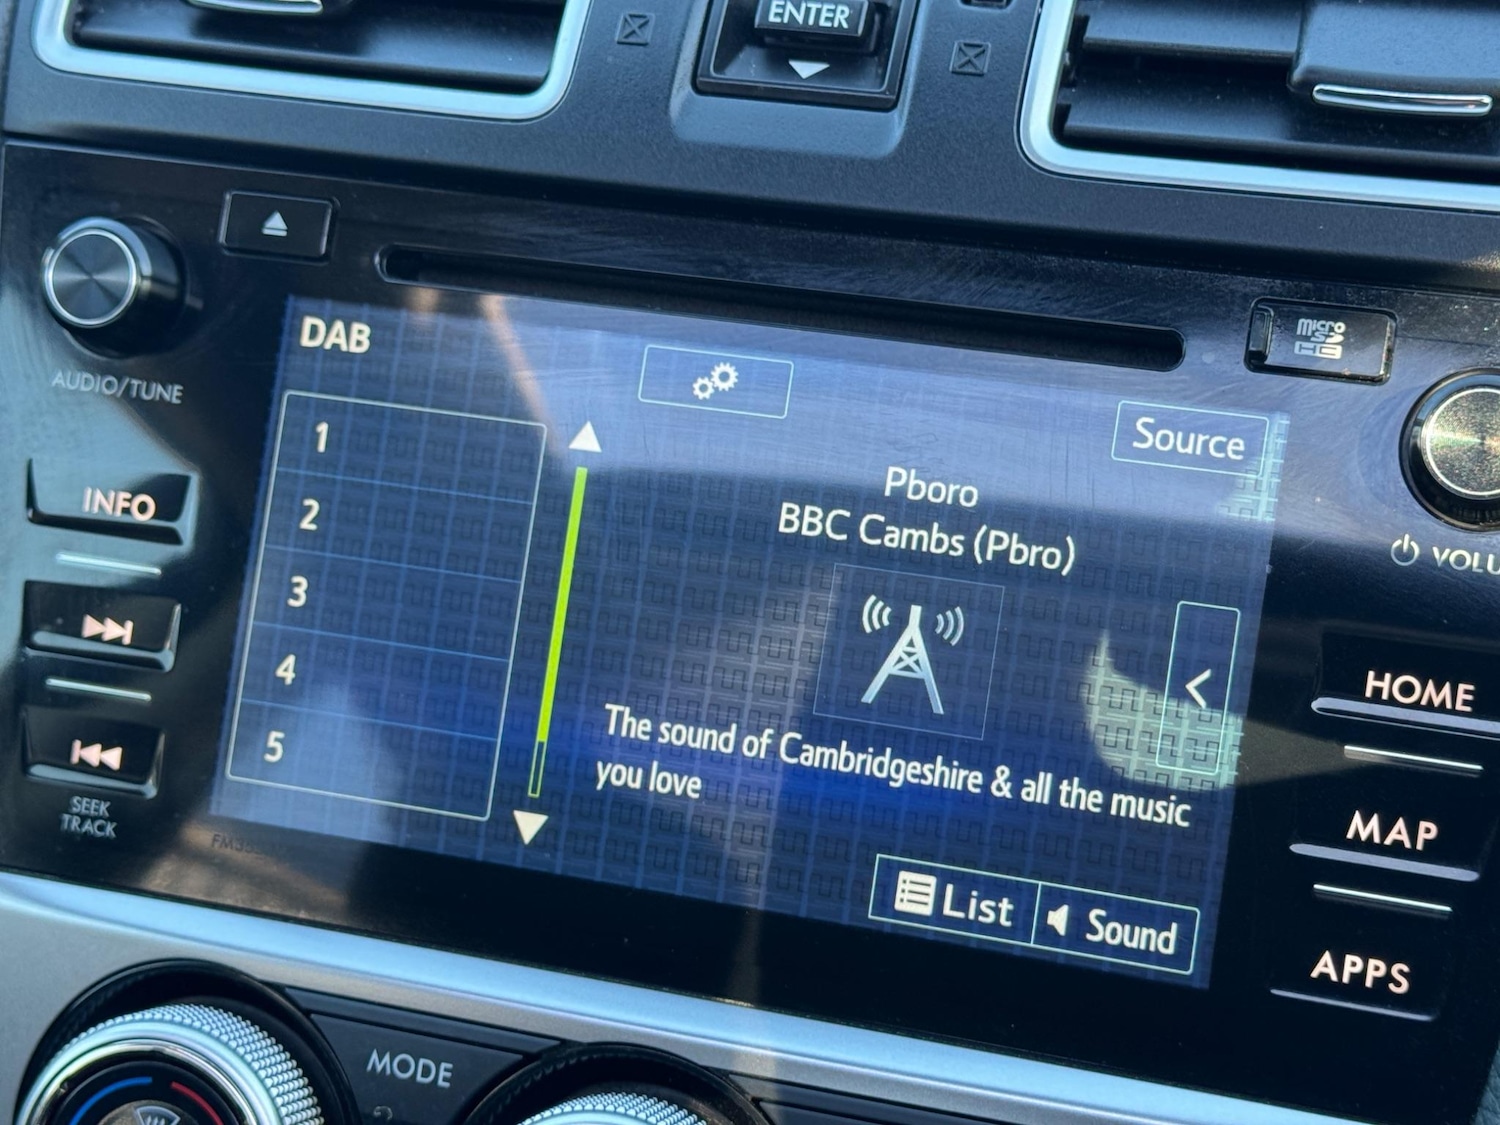 ENTER
DAB
AUDIO/TUNE
micro
SD
HC
1
Source
INFO
2
Pboro
BBC Cambs (Pbro)
VOLU
3
4
HOME
5
The sound of Cambridgeshire & all the music
you love
SEEK
TRACK
MAP
List
Sound
APPS
MODE